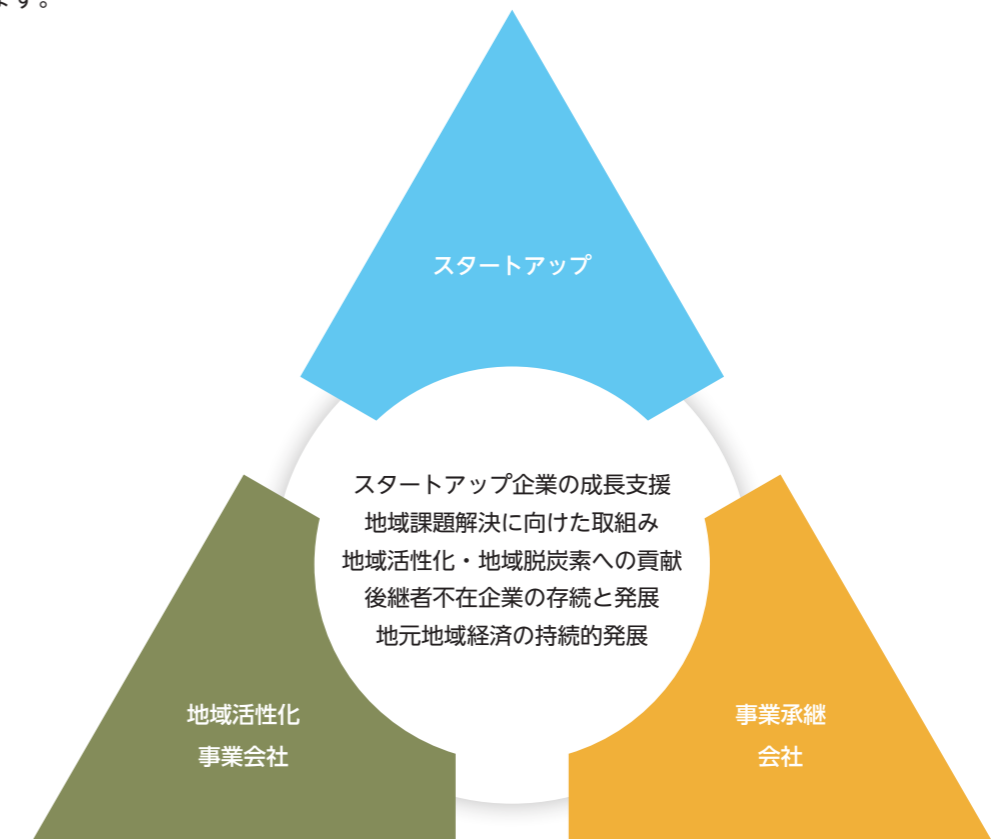 ます。
スタートアップ
スタートアップ企業の成長支援
地域課題解決に向けた取組み
地域活性化・地域脱炭素への貢献
後継者不在企業の存続と発展
地元地域経済の持続的発展
地域活性化
事業会社
事業承継
会社